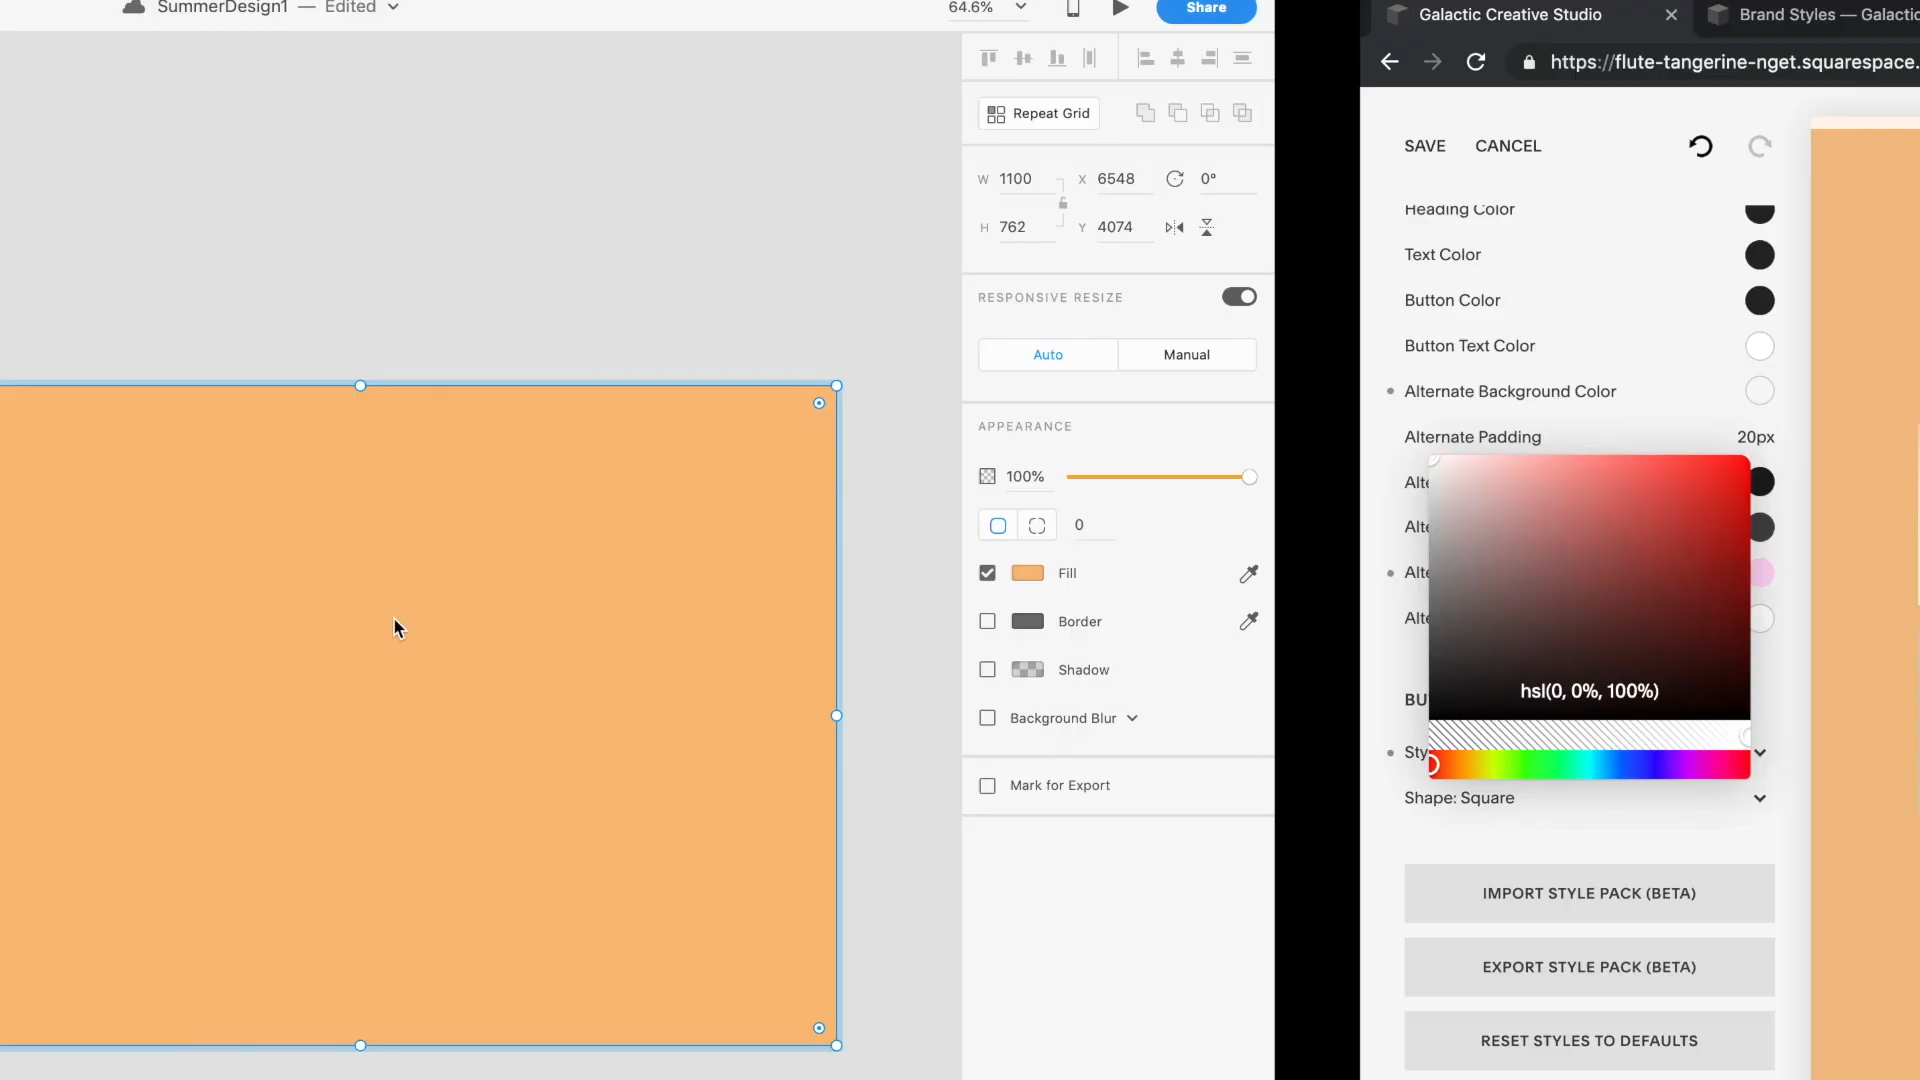 SummerDesign1 — Edited
64.6%
Share
Repeat Grid
W 1100
X 6548
0°
H 762
Y 4074
RESPONSIVE RESIZE
Auto
Manual
APPEARANCE
100%
0
Fill
Border
Shadow
Background Blur
Mark for Export
Galactic Creative Studio
Brand Styles — Galactic
https://flute-tangerine-nget.squarespace.
SAVE
CANCEL
Heading Color
Text Color
Button Color
Button Text Color
Alternate Background Color
Alternate Padding
20px
Alte
Alte
Alte
Alte
hsl(0, 0%, 100%)
BU
Sty
Shape: Square
IMPORT STYLE PACK (BETA)
EXPORT STYLE PACK (BETA)
RESET STYLES TO DEFAULTS